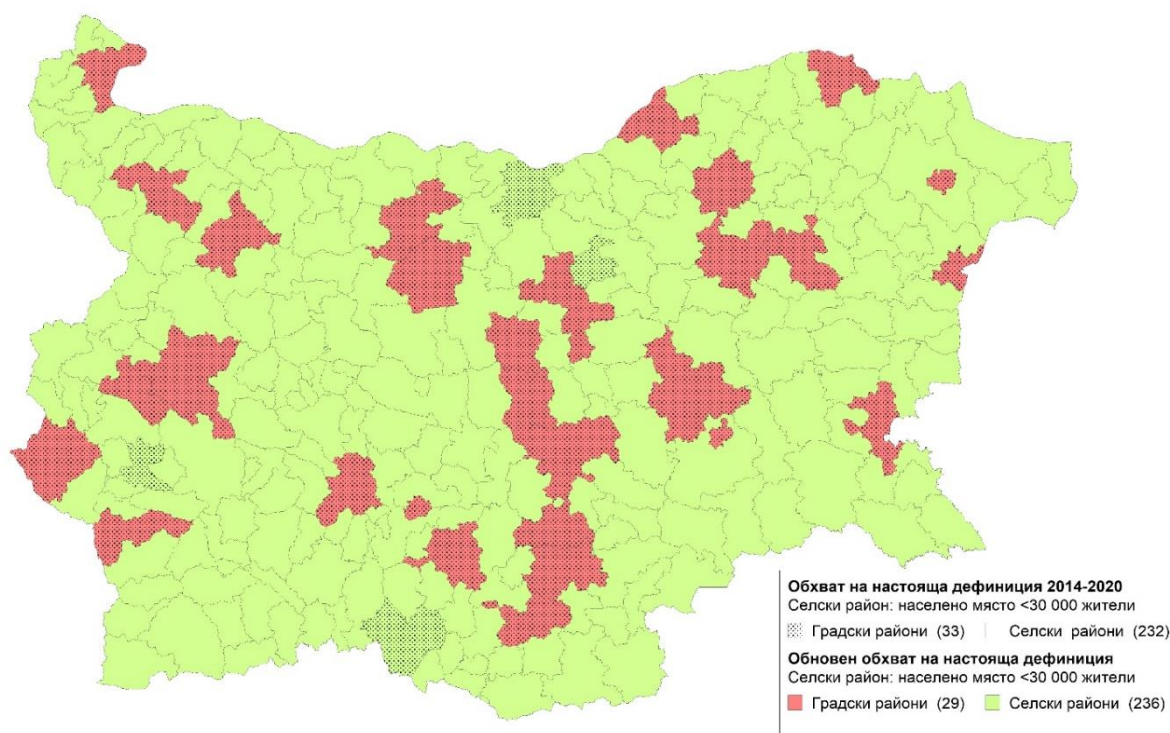 Обхват на настояща дефиниция 2014-2020
Селски район: населено място <30 000 жители
Градски райони (33) Селски райони (232)
Обновен обхват на настояща дефиниция
Селски район: населено място <30 000 жители
Градски райони (29) Селски райони (236)